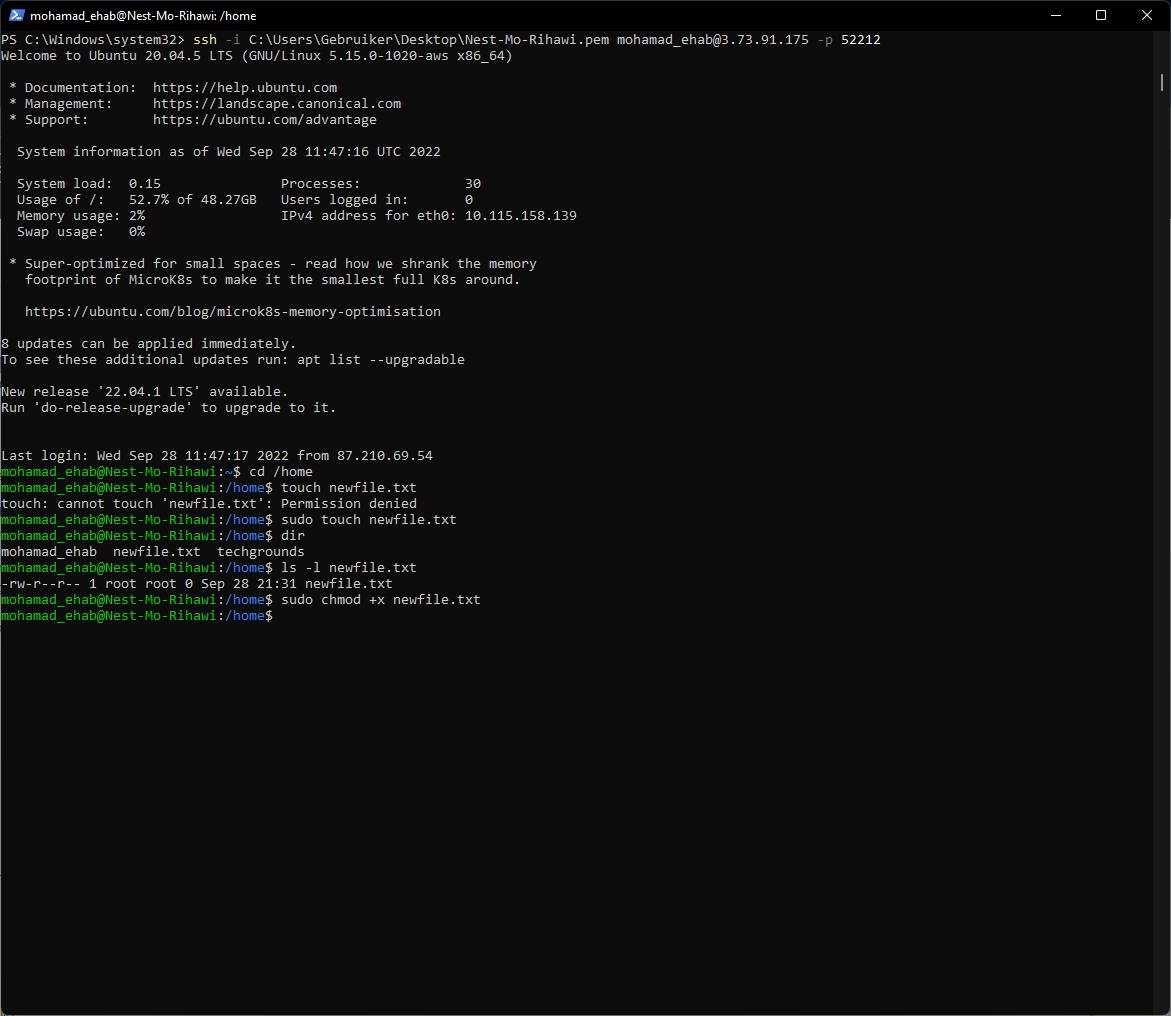 mohamad_ehab@Nest-Mo-Rihawi: /home
PS C:\Windows\system32> ssh -i C:\Users\Gebruiker\Desktop\Nest-Mo-Rihawi.pem mohamad_ehab@3.73.91.175 -p 52212
Welcome to Ubuntu 20.04.5 LTS (GNU/Linux 5.15.0-1020-aws x86_64)

 * Documentation:  https://help.ubuntu.com
 * Management:     https://landscape.canonical.com
 * Support:        https://ubuntu.com/advantage

  System information as of Wed Sep 28 11:47:16 UTC 2022

  System load:  0.15               Processes:             30
  Usage of /:   52.7% of 48.27GB   Users logged in:       0
  Memory usage: 2%                 IPv4 address for eth0: 10.115.158.139
  Swap usage:   0%

 * Super-optimized for small spaces - read how we shrank the memory
   footprint of MicroK8s to make it the smallest full K8s around.

   https://ubuntu.com/blog/microk8s-memory-optimisation

8 updates can be applied immediately.
To see these additional updates run: apt list --upgradable

New release '22.04.1 LTS' available.
Run 'do-release-upgrade' to upgrade to it.


Last login: Wed Sep 28 11:47:17 2022 from 87.210.69.54
mohamad_ehab@Nest-Mo-Rihawi:~$ cd /home
mohamad_ehab@Nest-Mo-Rihawi:/home$ touch newfile.txt
touch: cannot touch 'newfile.txt': Permission denied
mohamad_ehab@Nest-Mo-Rihawi:/home$ sudo touch newfile.txt
mohamad_ehab@Nest-Mo-Rihawi:/home$ dir
mohamad_ehab  newfile.txt  techgrounds
mohamad_ehab@Nest-Mo-Rihawi:/home$ ls -l newfile.txt
-rw-r--r-- 1 root root 0 Sep 28 21:31 newfile.txt
mohamad_ehab@Nest-Mo-Rihawi:/home$ sudo chmod +x newfile.txt
mohamad_ehab@Nest-Mo-Rihawi:/home$